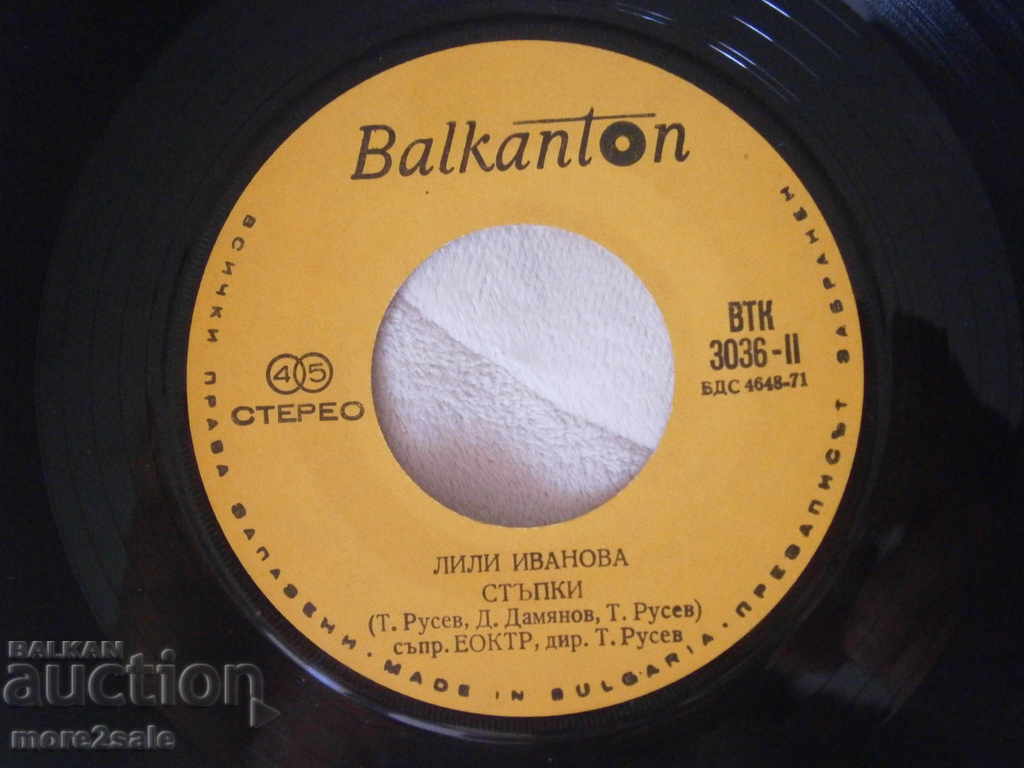 Balkanton
45
СТЕРЕО
ВТК
3036-II
БДС 4648-71
ЛИЛИ ИВАНОВА
СТЪПКИ
(Т. Русев, Д. Дамянов, Т. Русев)
съпр. ЕОКТР, дир. Т. Русев
ВСИЧКИ ПРАВА ЗАПАЗЕНИ · MADE IN BULGARIA · ПРЕЗАПИСЪТ ЗАБРАНЕН
BALKAN
auction
more2sale